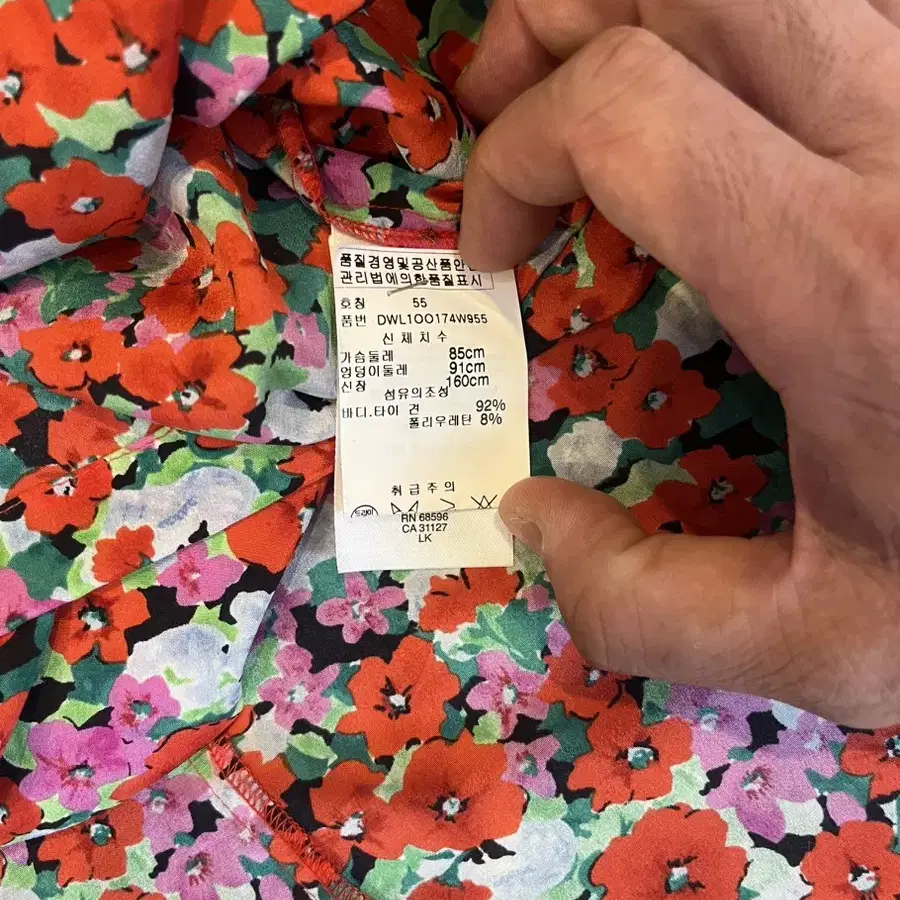 품질경영및공산품안전
관리법에의한품질표시
호칭 55
품번 DWL1OO174W955
신체치수
가슴둘레 85cm
엉덩이둘레 91cm
신장 160cm
섬유의조성
바디.타이 견 92%
폴리우레탄 8%
취급주의
드라이
RN 68596
CA 31127
LK